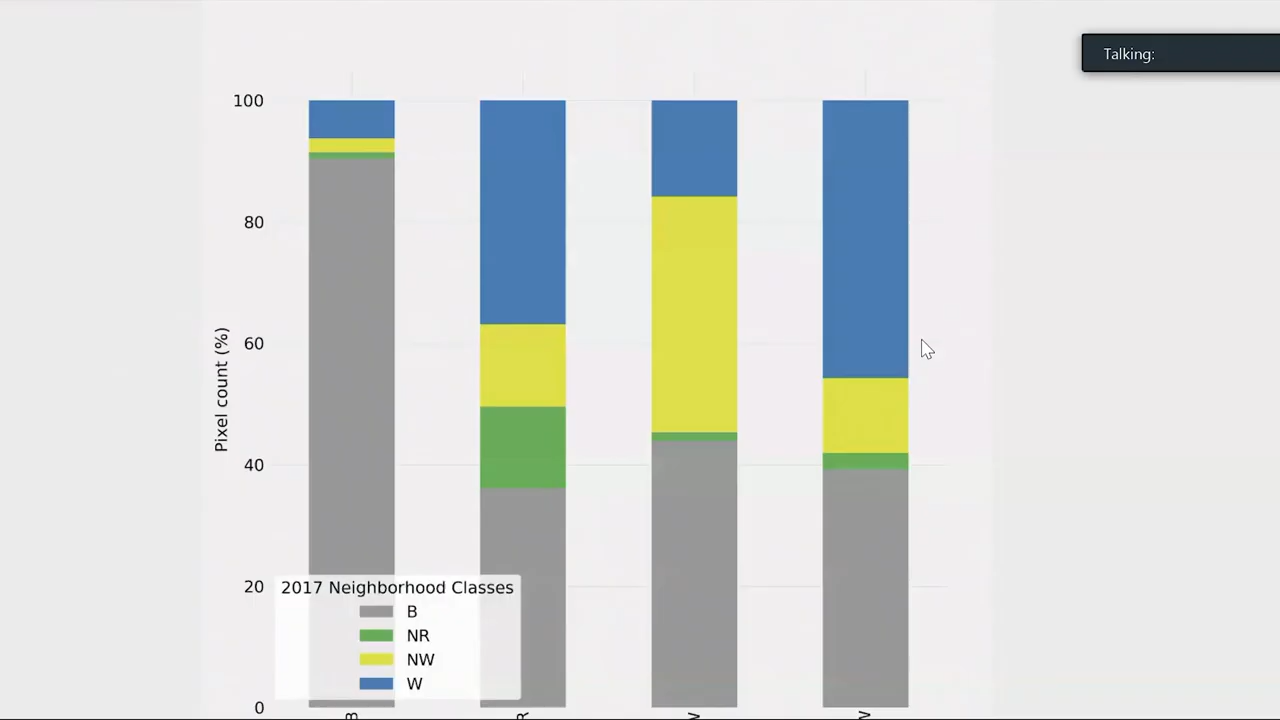 Talking:
100
80
60
40
20
0
Pixel count (%)
2017 Neighborhood Classes
B
NR
NW
W